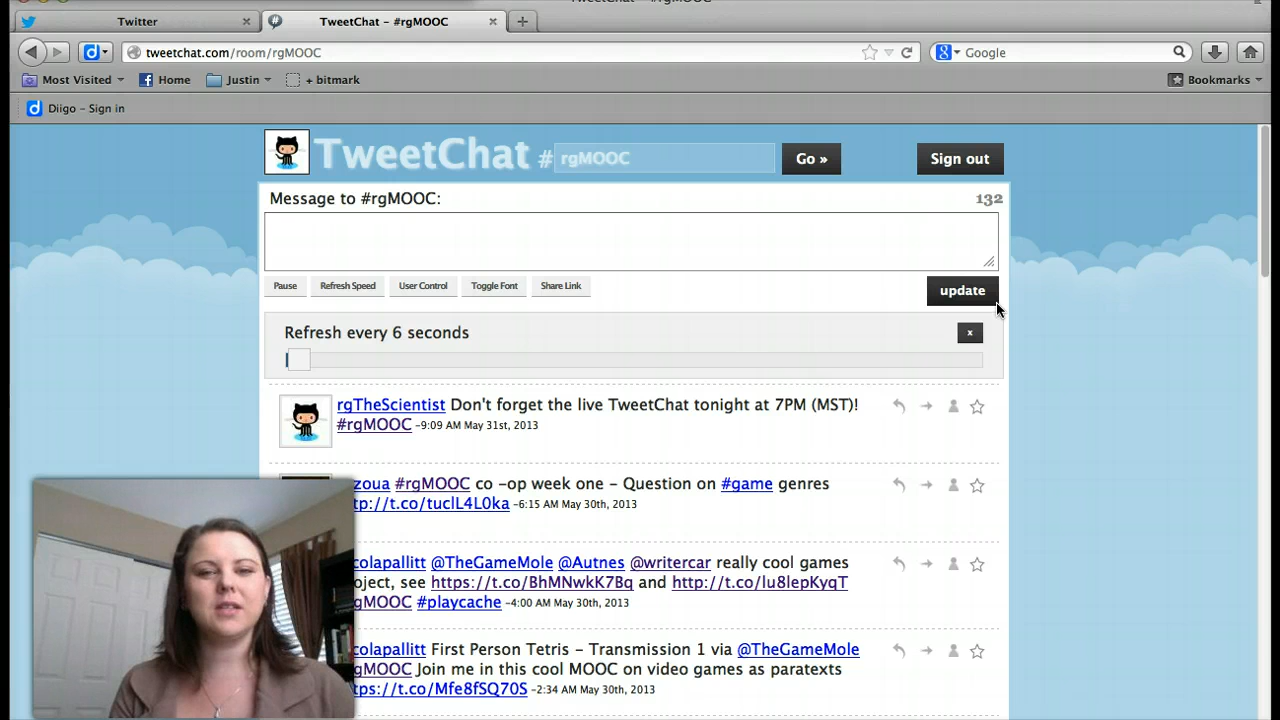 TweetChat - #rgMOOC
Twitter
TweetChat – #rgMOOC
tweetchat.com/room/rgMOOC
Google
Most Visited
Home
Justin
+ bitmark
Bookmarks
Diigo – Sign in
TweetChat # rgMOOC Go » Sign out
Message to #rgMOOC: 132
Pause Refresh Speed User Control Toggle Font Share Link
update
Refresh every 6 seconds x
rgTheScientist Don't forget the live TweetChat tonight at 7PM (MST)!
#rgMOOC –9:09 AM May 31st, 2013
zoua #rgMOOC co –op week one – Question on #game genres
tp://t.co/tuclL4L0ka –6:15 AM May 30th, 2013
colapallitt @TheGameMole @Autnes @writercar really cool games
oject, see https://t.co/BhMNwkK7Bq and http://t.co/lu8lepKyqT
gMOOC #playcache –4:00 AM May 30th, 2013
colapallitt First Person Tetris – Transmission 1 via @TheGameMole
gMOOC Join me in this cool MOOC on video games as paratexts
tps://t.co/Mfe8fSQ70S –2:34 AM May 30th, 2013